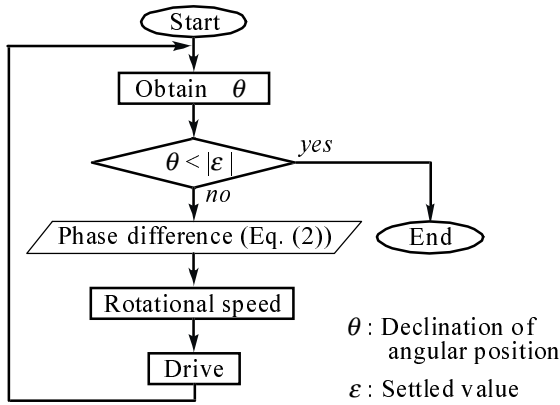 Start
Obtain θ
θ < |ε|
yes
no
Phase difference (Eq. (2))
End
Rotational speed
Drive
θ : Declination of
angular position
ε : Settled value